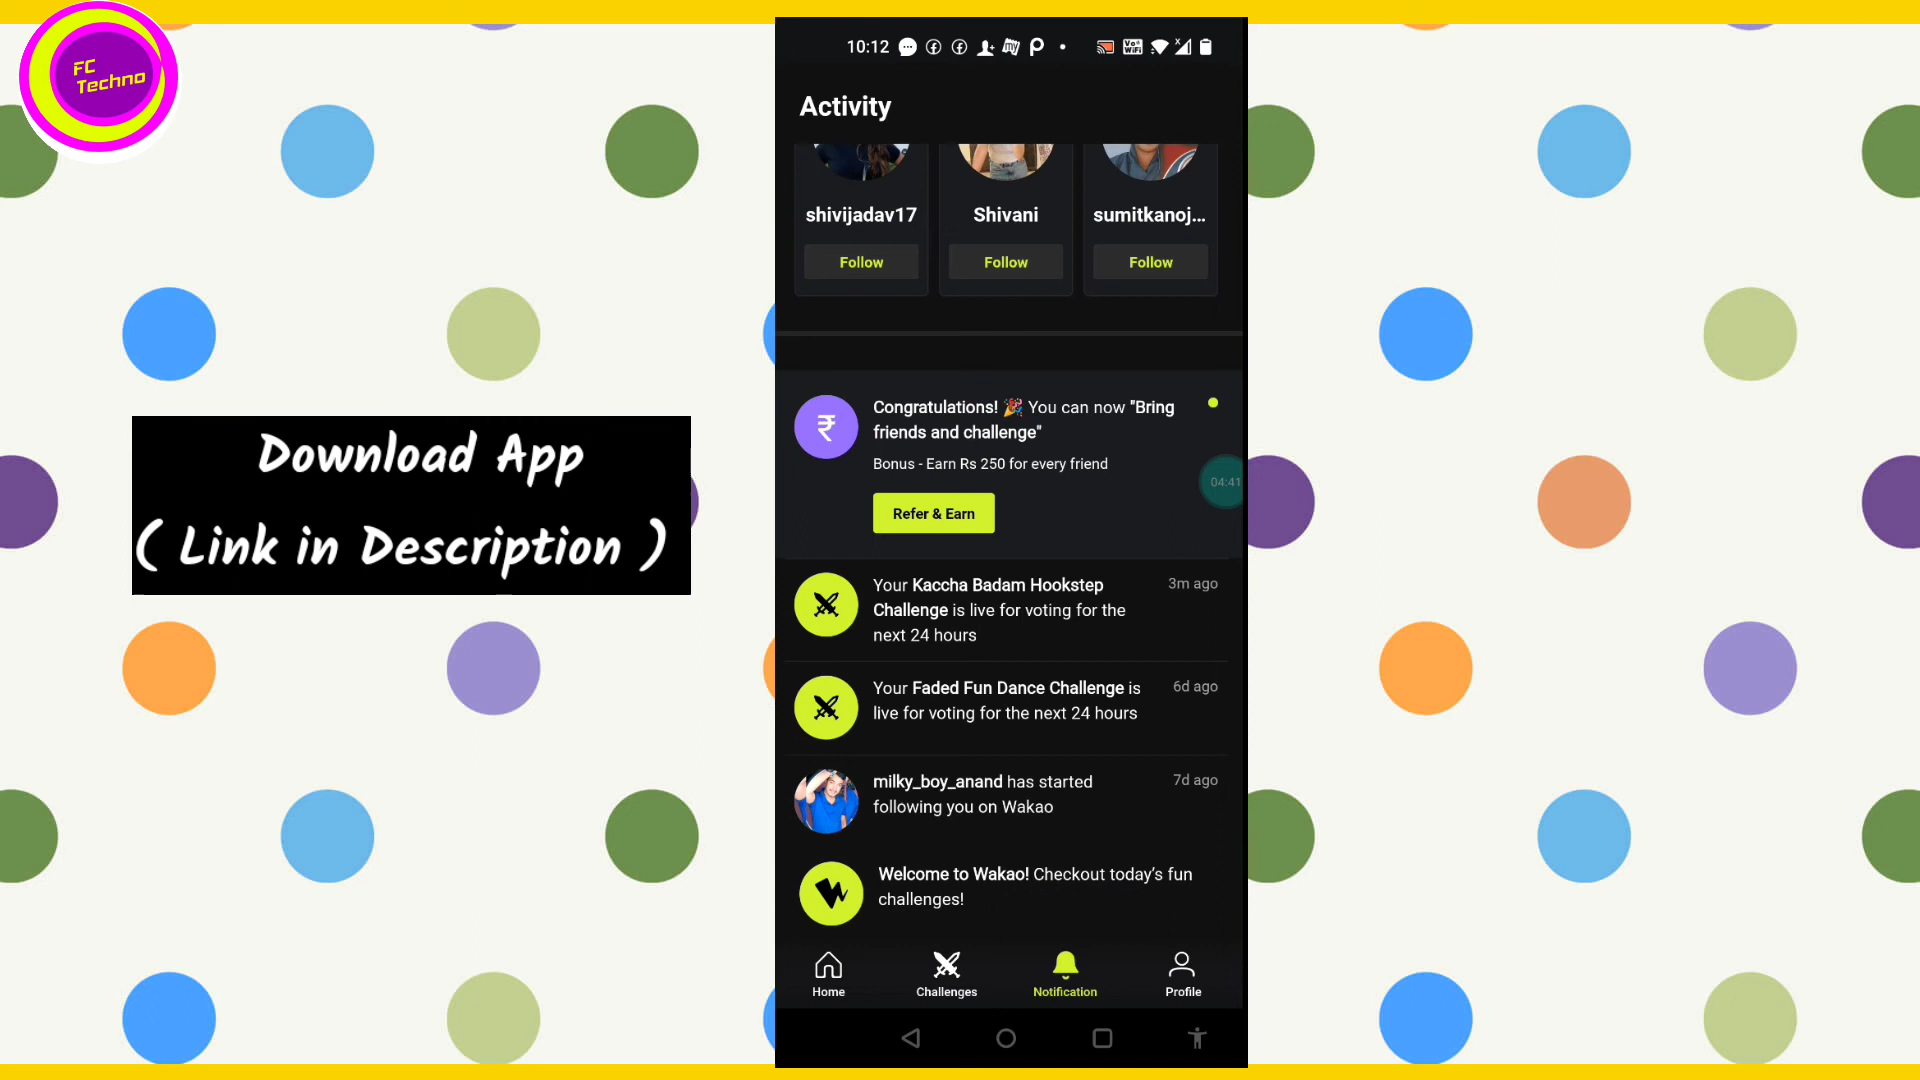 FC
Techno
Download App
( Link in Description )
10:12
Activity
shivijadav17
Shivani
sumitkanoj...
Follow
Follow
Follow
Congratulations! 🎉 You can now "Bring
friends and challenge"
Bonus - Earn Rs 250 for every friend
04:41
Refer & Earn
Your Kaccha Badam Hookstep
Challenge is live for voting for the
next 24 hours
3m ago
Your Faded Fun Dance Challenge is
live for voting for the next 24 hours
6d ago
milky_boy_anand has started
following you on Wakao
7d ago
Welcome to Wakao! Checkout today's fun
challenges!
Home
Challenges
Notification
Profile